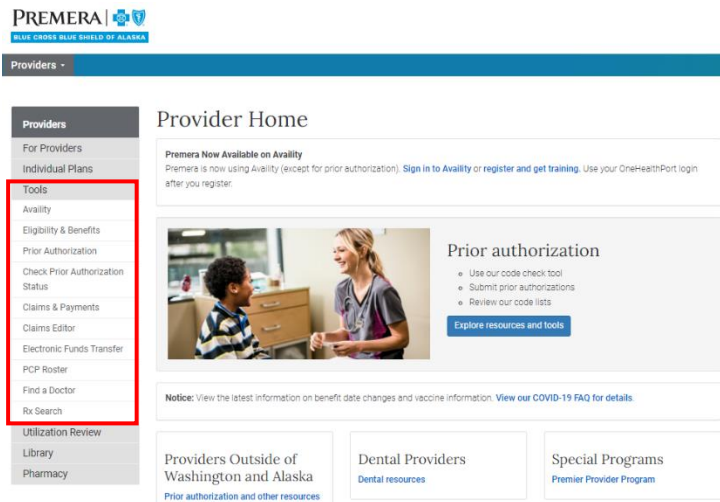 PREMERA
BLUE CROSS BLUE SHIELD OF ALASKA
Providers
Providers
For Providers
Individual Plans
Tools
Availity
Eligibility & Benefits
Prior Authorization
Check Prior Authorization
Status
Claims & Payments
Claims Editor
Electronic Funds Transfer
PCP Roster
Find a Doctor
Rx Search
Utilization Review
Library
Pharmacy
Provider Home
Premera Now Available on Availity
Premera is now using Availity (except for prior authorization). Sign in to Availity or register and get training. Use your OneHealthPort login
after you register.
Prior authorization
Use our code check tool
Submit prior authorizations
Review our code lists
Explore resources and tools
Notice: View the latest information on benefit date changes and vaccine information. View our COVID-19 FAQ for details.
Providers Outside of
Washington and Alaska
Prior authorization and other resources
Dental Providers
Dental resources
Special Programs
Premier Provider Program